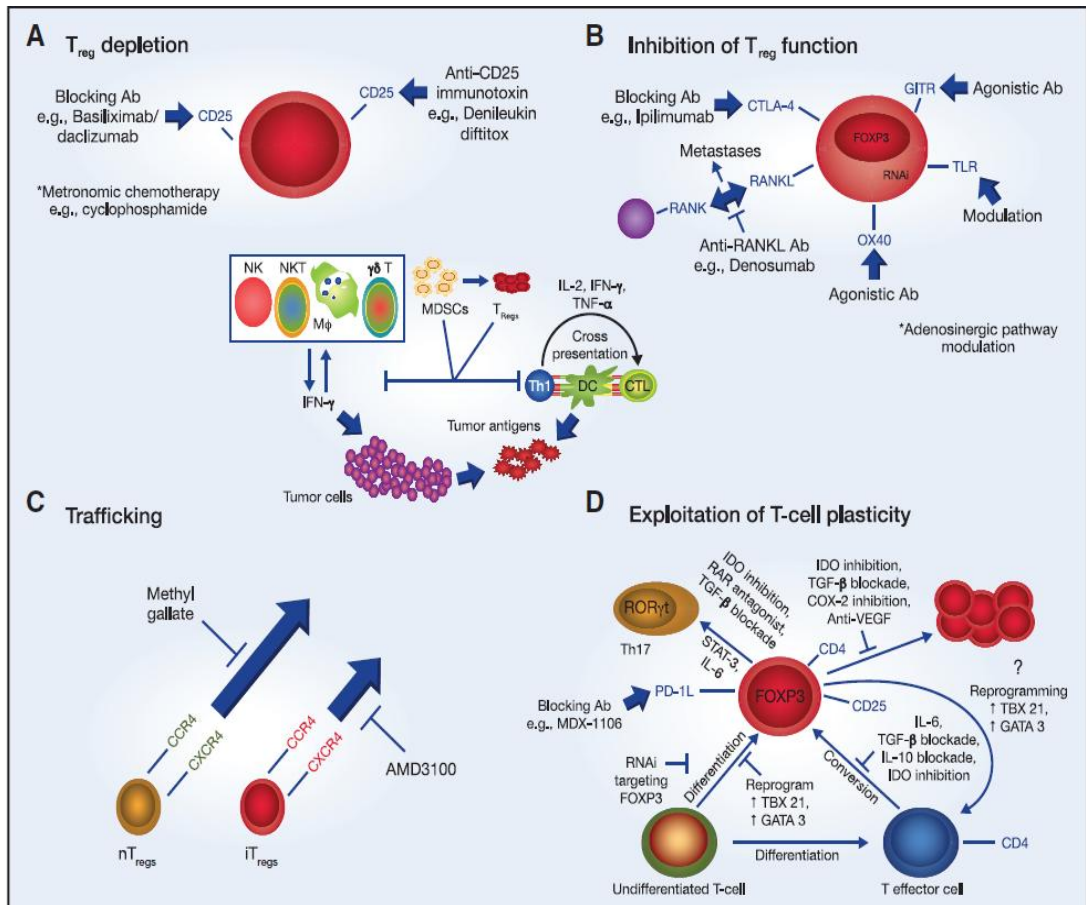 A
T reg depletion
Blocking Ab
e.g., Basiliximab/
daclizumab
CD25
CD25
Anti-CD25
immunotoxin
e.g., Denileukin
diftitox
*Metronomic chemotherapy
e.g., cyclophosphamide
B
Inhibition of T reg function
Blocking Ab
e.g., Ipilimumab
CTLA-4
GITR
Agonistic Ab
FOXP3
RNAi
Metastases
RANKL
RANK
TLR
Modulation
Anti-RANKL Ab
e.g., Denosumab
OX40
Agonistic Ab
*Adenosinergic pathway
modulation
NK
NKT
Mϕ
γδ T
MDSCs
T Regs
IL-2, IFN-γ,
TNF-α
Cross
presentation
Th1
DC
CTL
IFN-γ
Tumor antigens
Tumor cells
C
Trafficking
Methyl
gallate
CCR4
CXCR4
CCR4
CXCR4
AMD3100
nT regs
iT regs
D
Exploitation of T-cell plasticity
RORγt
Th17
IDO inhibition,
RAR antagonist,
TGF-β blockade
STAT-3,
IL-6
IDO inhibition,
TGF-β blockade,
COX-2 inhibition,
Anti-VEGF
CD4
FOXP3
CD25
?
Reprogramming
↑ TBX 21,
↑ GATA 3
Blocking Ab
e.g., MDX-1106
PD-1L
IL-6,
TGF-β blockade,
IL-10 blockade,
IDO inhibition
RNAi
targeting
FOXP3
Differentiation
Reprogram
↑ TBX 21,
↑ GATA 3
Conversion
Differentiation
CD4
Undifferentiated T-cell
T effector cell